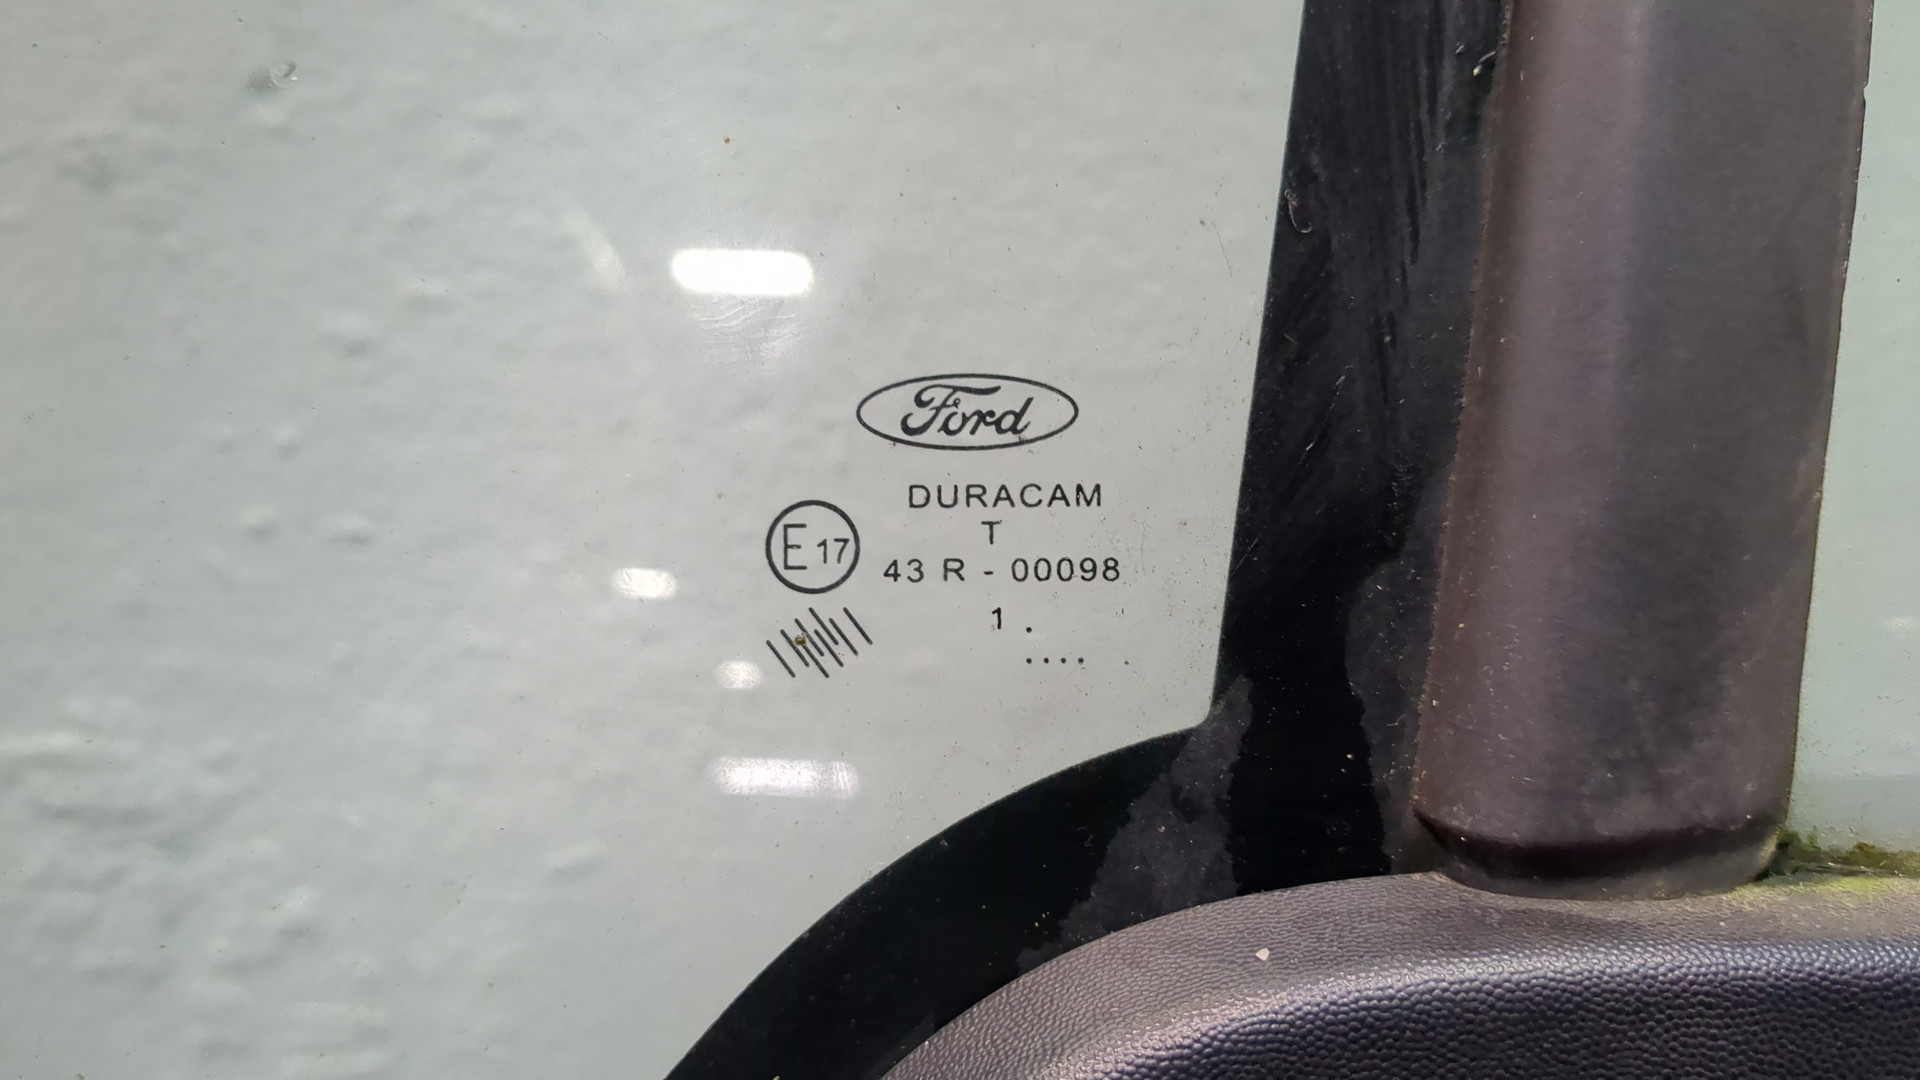 Ford
DURACAM
T
E 17
43 R - 00098
1 .
....